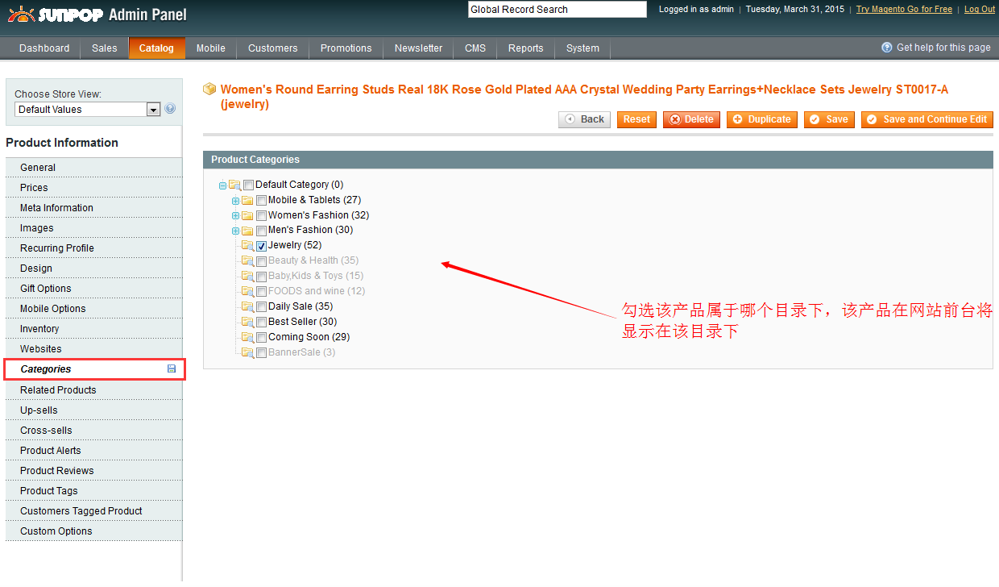 SUNPOP Admin Panel
Global Record Search
Logged in as admin | Tuesday, March 31, 2015 | Try Magento Go for Free | Log Out
Dashboard Sales Catalog Mobile Customers Promotions Newsletter CMS Reports System
Get help for this page
Choose Store View:
Default Values
Product Information
General
Prices
Meta Information
Images
Recurring Profile
Design
Gift Options
Mobile Options
Inventory
Websites
Categories
Related Products
Up-sells
Cross-sells
Product Alerts
Product Reviews
Product Tags
Customers Tagged Product
Custom Options
Women's Round Earring Studs Real 18K Rose Gold Plated AAA Crystal Wedding Party Earrings+Necklace Sets Jewelry ST0017-A
(jewelry)
Back Reset Delete Duplicate Save Save and Continue Edit
Product Categories
Default Category (0)
Mobile & Tablets (27)
Women's Fashion (32)
Men's Fashion (30)
Jewelry (52)
Beauty & Health (35)
Baby,Kids & Toys (15)
FOODS and wine (12)
Daily Sale (35)
Best Seller (30)
Coming Soon (29)
BannerSale (3)
勾选该产品属于哪个目录下，该产品在网站前台将
显示在该目录下